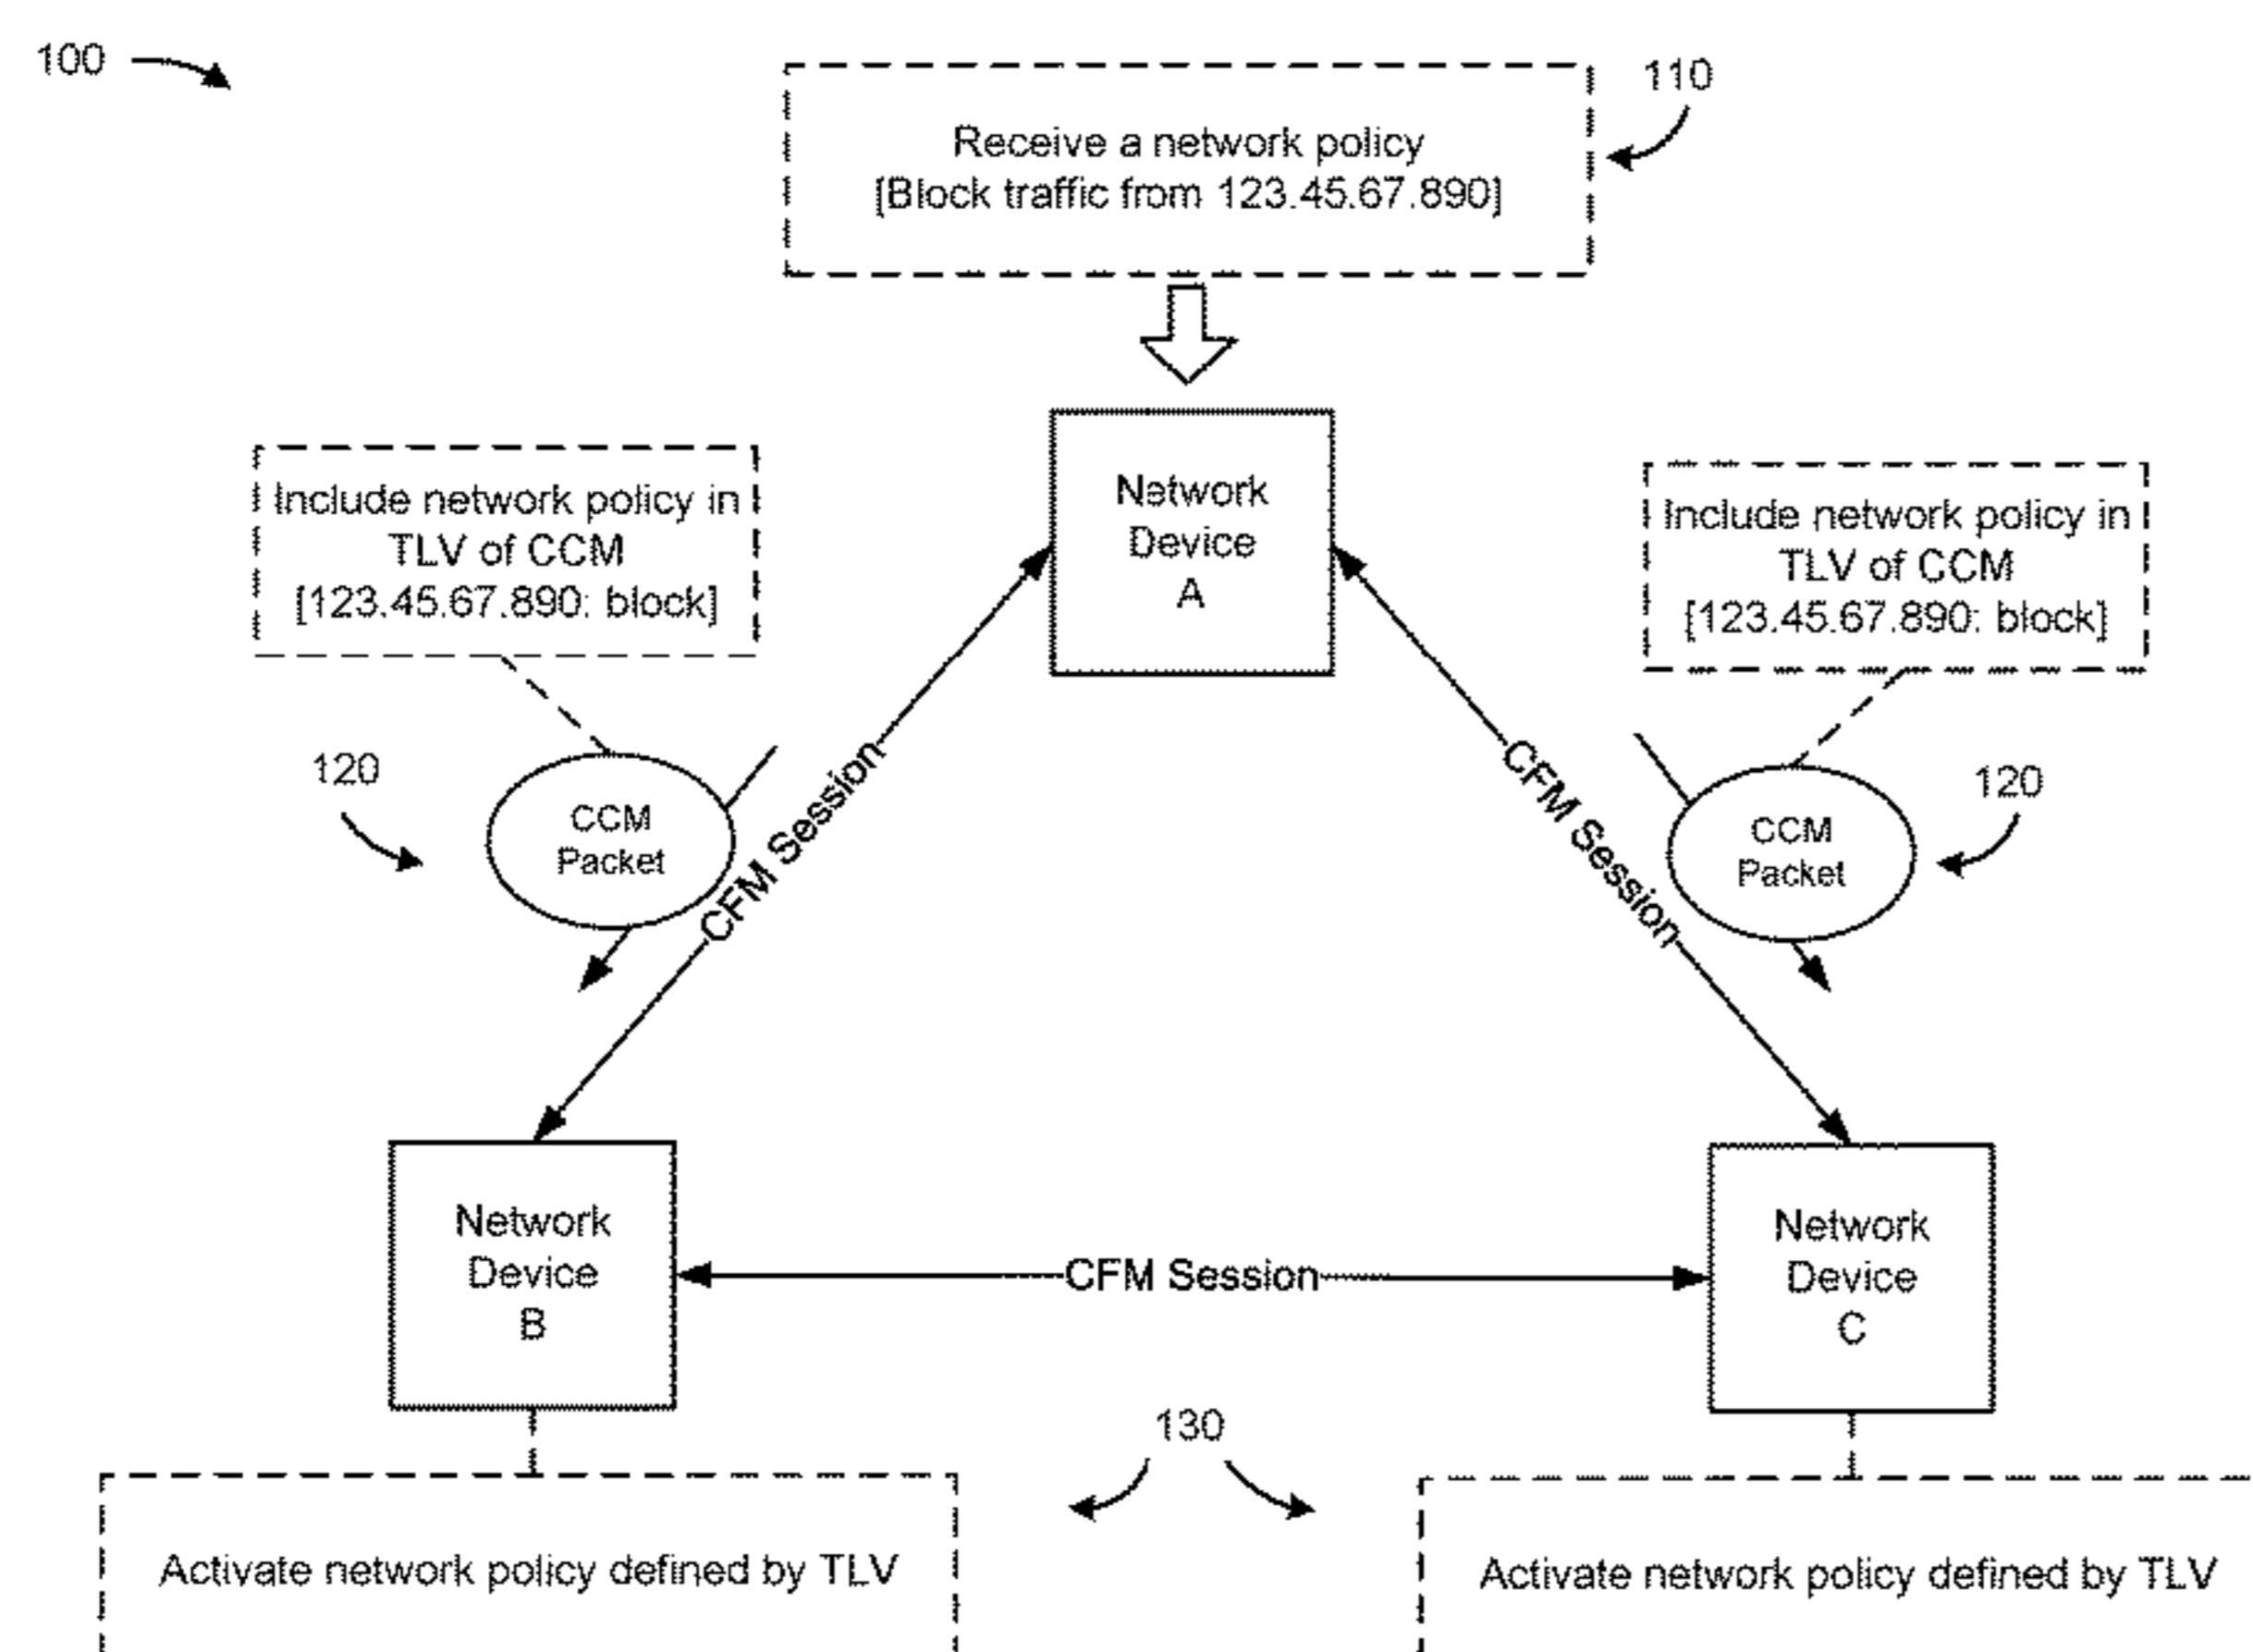 100
110
Receive a network policy
[Block traffic from 123.45.67.890]
Network
Device
A
Include network policy in
TLV of CCM
[123.45.67.890: block]
Include network policy in
TLV of CCM
[123.45.67.890: block]
120
CCM
Packet
CFM Session
CFM Session
CCM
Packet
120
Network
Device
B
CFM Session
Network
Device
C
130
Activate network policy defined by TLV
Activate network policy defined by TLV